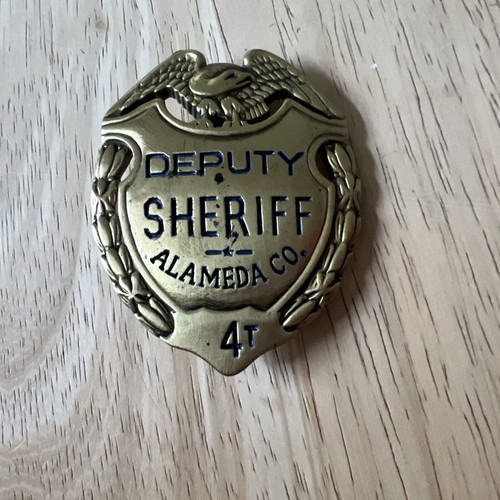 DEPUTY
SHERIFF
ALAMEDA CO.
4T